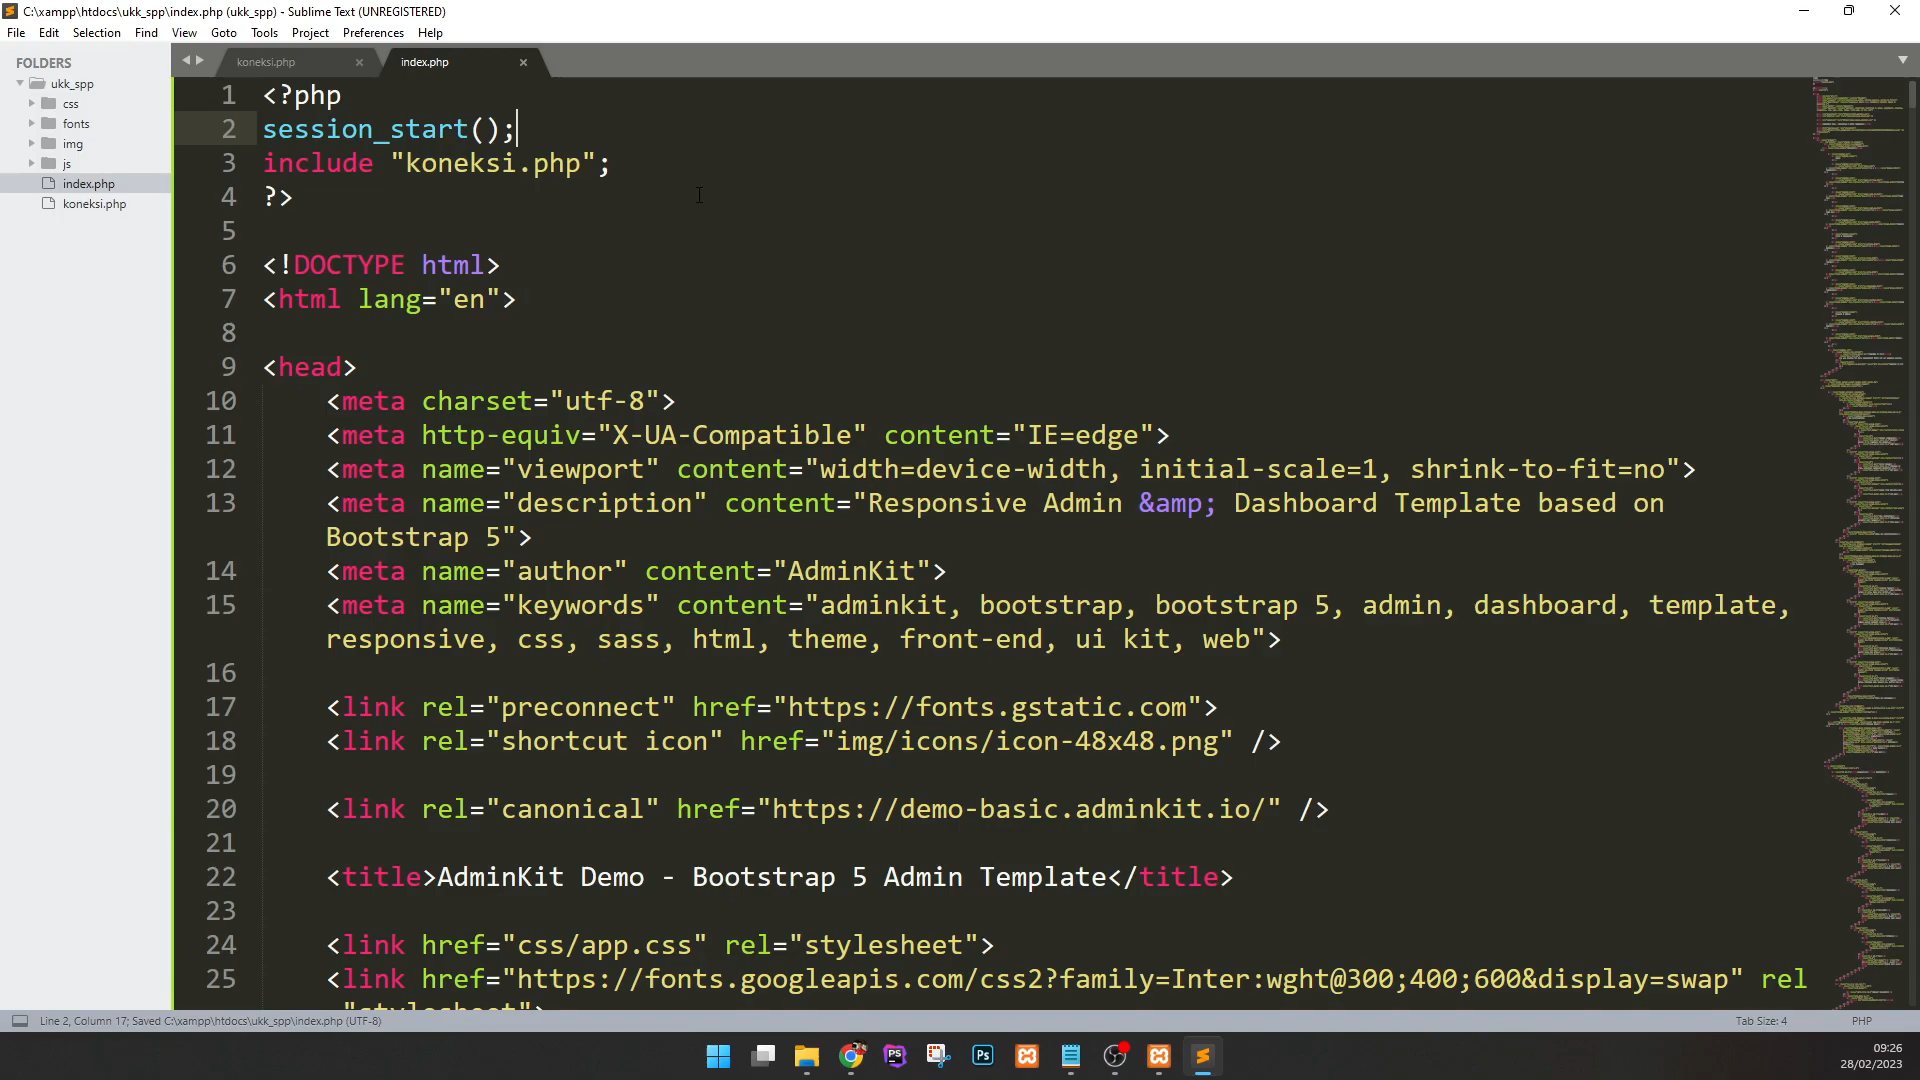 C:\xampp\htdocs\ukk_spp\index.php (ukk_spp) - Sublime Text (UNREGISTERED)
File Edit Selection Find View Goto Tools Project Preferences Help
FOLDERS
ukk_spp
css
fonts
img
js
index.php
koneksi.php
koneksi.php
index.php
1 <?php
2 session_start();
3 include "koneksi.php";
4 ?>
5
6 <!DOCTYPE html>
7 <html lang="en">
8
9 <head>
10 <meta charset="utf-8">
11 <meta http-equiv="X-UA-Compatible" content="IE=edge">
12 <meta name="viewport" content="width=device-width, initial-scale=1, shrink-to-fit=no">
13 <meta name="description" content="Responsive Admin &amp; Dashboard Template based on
Bootstrap 5">
14 <meta name="author" content="AdminKit">
15 <meta name="keywords" content="adminkit, bootstrap, bootstrap 5, admin, dashboard, template,
responsive, css, sass, html, theme, front-end, ui kit, web">
16
17 <link rel="preconnect" href="https://fonts.gstatic.com">
18 <link rel="shortcut icon" href="img/icons/icon-48x48.png" />
19
20 <link rel="canonical" href="https://demo-basic.adminkit.io/" />
21
22 <title>AdminKit Demo - Bootstrap 5 Admin Template</title>
23
24 <link href="css/app.css" rel="stylesheet">
25 <link href="https://fonts.googleapis.com/css2?family=Inter:wght@300;400;600&display=swap" rel
"stylesheet">
Line 2, Column 17; Saved C:\xampp\htdocs\ukk_spp\index.php (UTF-8)
Tab Size: 4
PHP
PS
Ps
09:26
28/02/2023